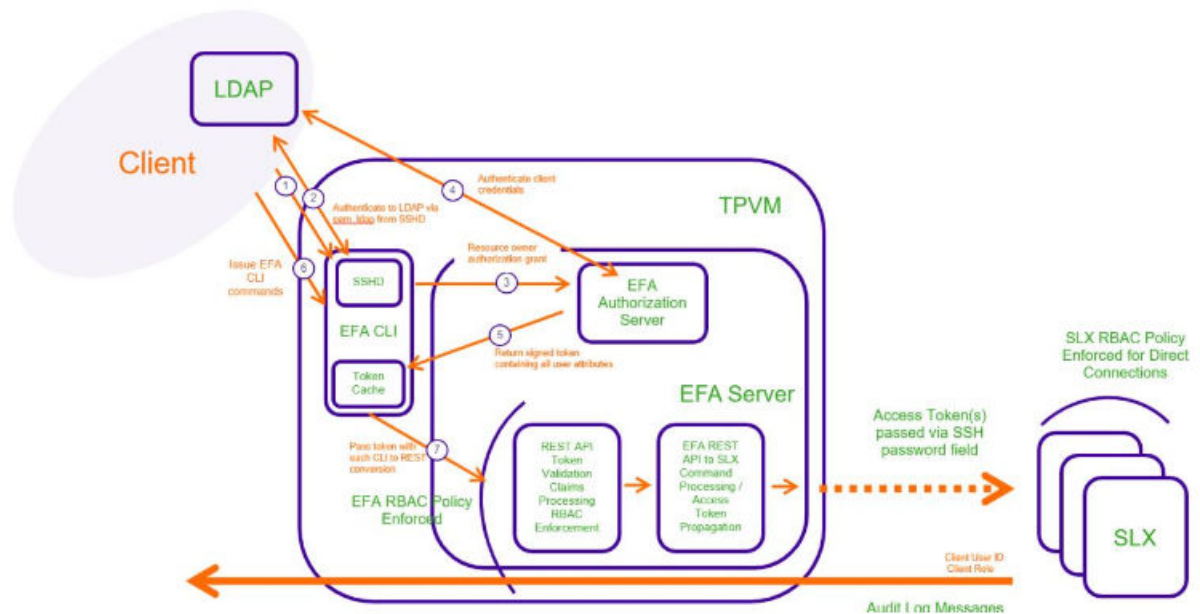 LDAP
Client
1
2
Authenticate to LDAP via
pam_ldap from SSHD
4
Authenticate client
credentials
TPVM
Issue EFA
CLI
commands
6
SSHD
EFA CLI
Token
Cache
Resource owner
authorization grant
3
EFA
Authorization
Server
5
Return signed token
containing all user attributes
EFA Server
Pass token with
each CLI to REST
conversion
7
EFA RBAC Policy
Enforced
REST API
Token
Validation
Claims
Processing
RBAC
Enforcement
EFA REST
API to SLX
Command
Processing /
Access
Token
Propagation
Access Token(s)
passed via SSH
password field
SLX RBAC Policy
Enforced for Direct
Connections
SLX
Client User ID
Client Role
Audit Log Messages